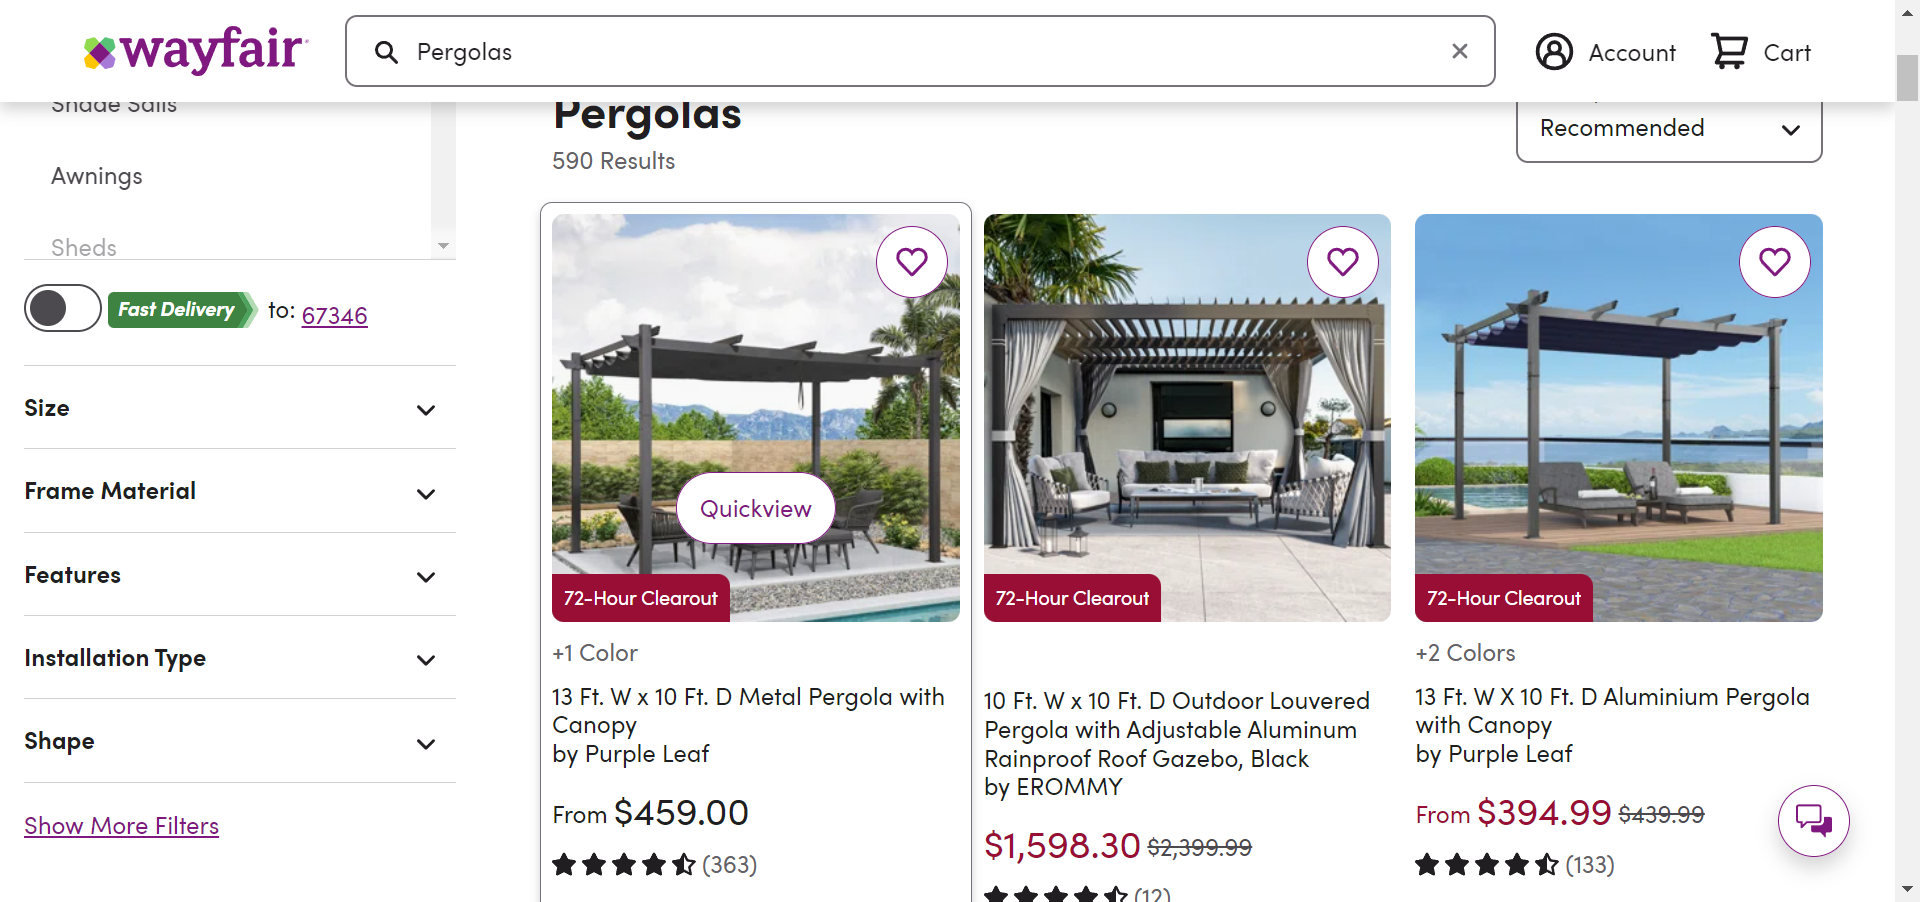 wayfair
Pergolas
Account
Cart
Shade Sails
Awnings
Sheds
Fast Delivery to: 67346
Size
Frame Material
Features
Installation Type
Shape
Show More Filters
Pergolas
590 Results
Recommended
Quickview
72-Hour Clearout
+1 Color
13 Ft. W x 10 Ft. D Metal Pergola with
Canopy
by Purple Leaf
From $459.00
(363)
72-Hour Clearout
10 Ft. W x 10 Ft. D Outdoor Louvered
Pergola with Adjustable Aluminum
Rainproof Roof Gazebo, Black
by EROMMY
$1,598.30 $2,399.99
(12)
72-Hour Clearout
+2 Colors
13 Ft. W X 10 Ft. D Aluminium Pergola
with Canopy
by Purple Leaf
From $394.99 $439.99
(133)